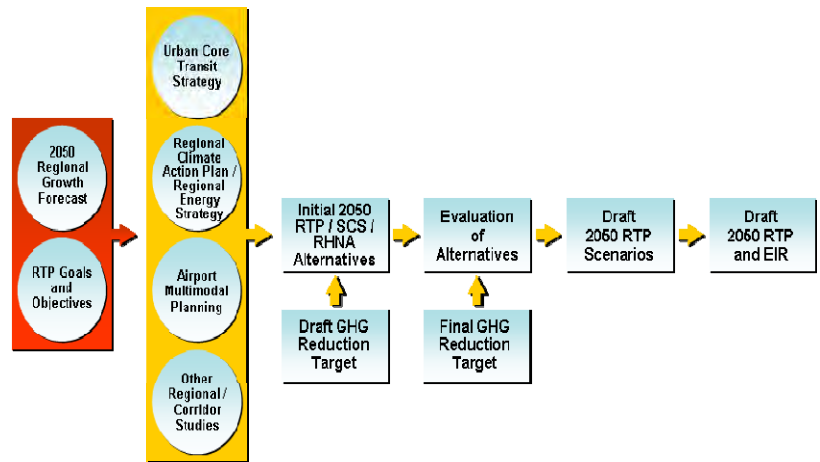 2050
Regional
Growth
Forecast
RTP Goals
and
Objectives
Urban Core
Transit
Strategy
Regional
Climate
Action Plan /
Regional
Energy
Strategy
Airport
Multimodal
Planning
Other
Regional /
Corridor
Studies
Initial 2050
RTP / SCS /
RHNA
Alternatives
Draft GHG
Reduction
Target
Evaluation
of
Alternatives
Final GHG
Reduction
Target
Draft
2050 RTP
Scenarios
Draft
2050 RTP
and EIR